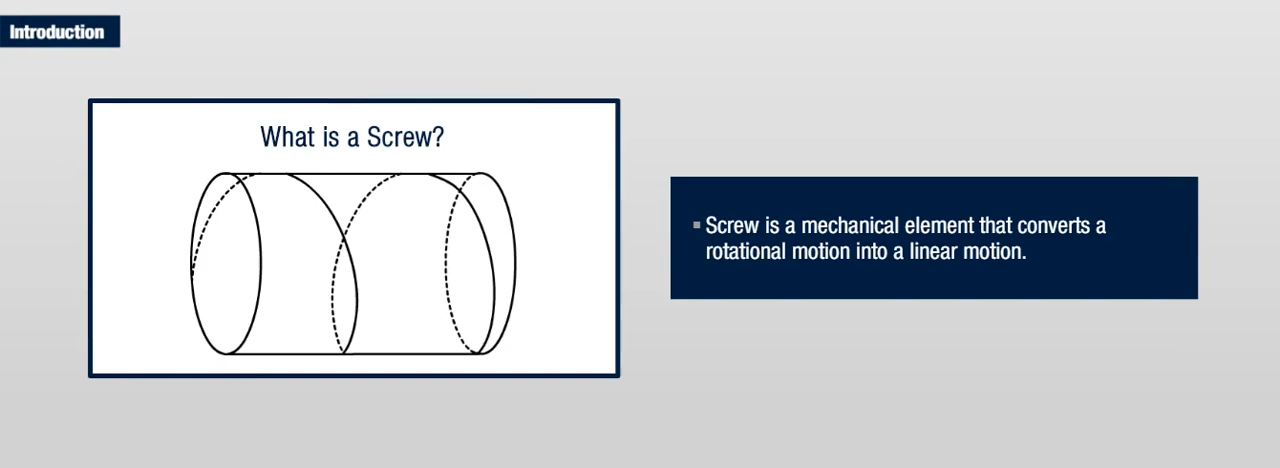 Introduction
What is a Screw?
▪ Screw is a mechanical element that converts a
rotational motion into a linear motion.